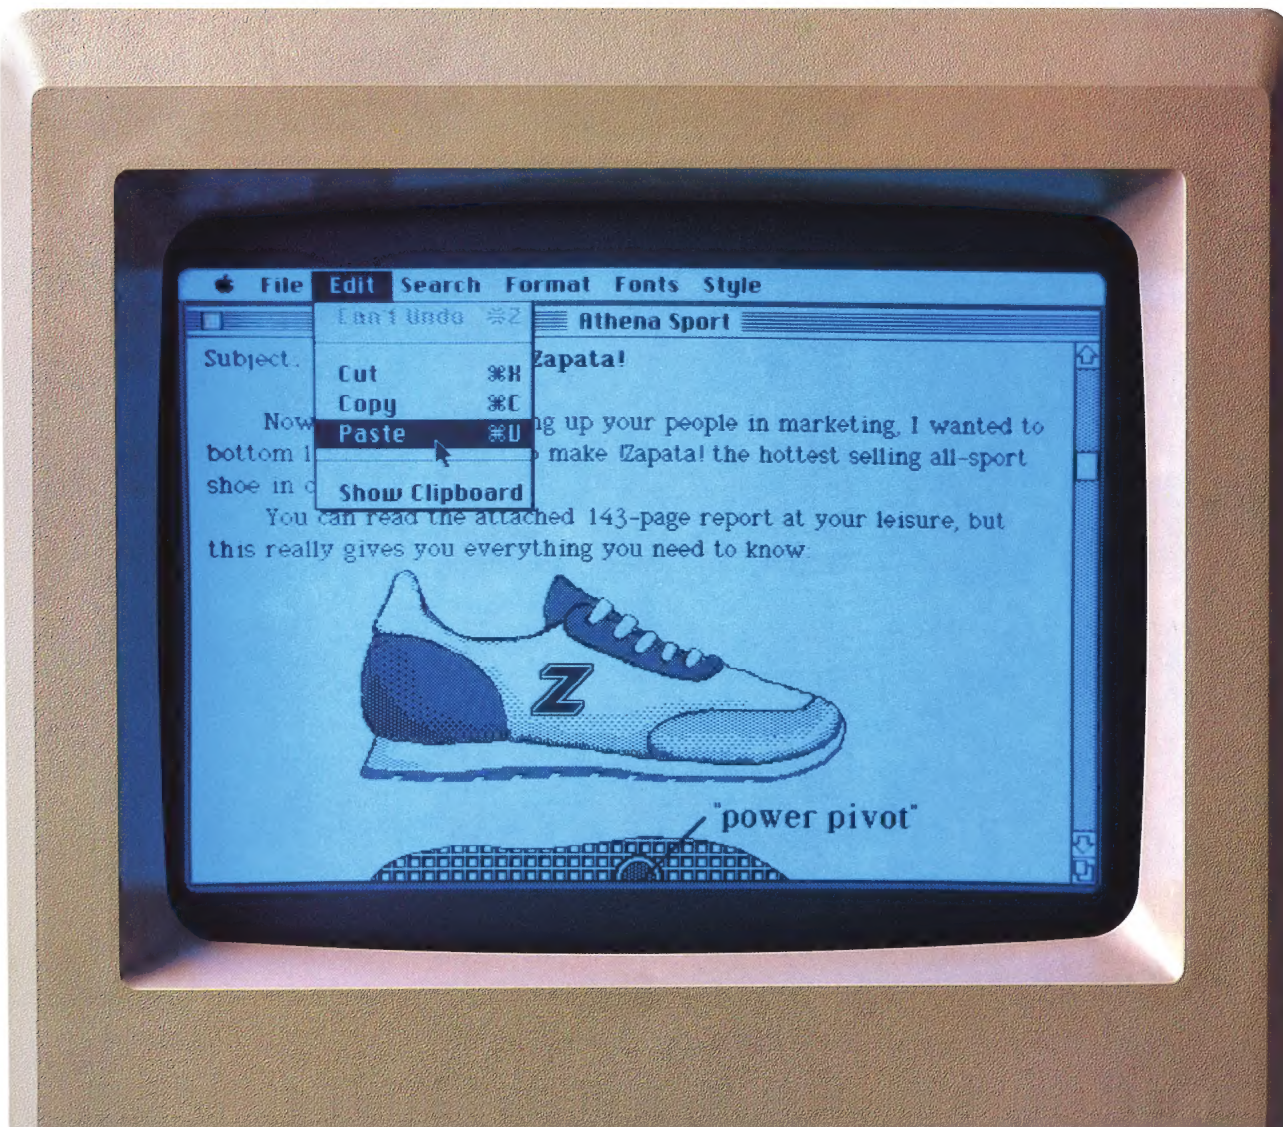 File Edit Search Format Fonts Style
Athena Sport
Can't Undo ⌘Z
Cut ⌘X
Copy ⌘C
Paste ⌘V
Show Clipboard
Subject. Zapata!
Now ng up your people in marketing, I wanted to
bottom l make ¡Zapata! the hottest selling all-sport
shoe in c
You can read the attached 143-page report at your leisure, but
this really gives you everything you need to know:
Z
"power pivot"